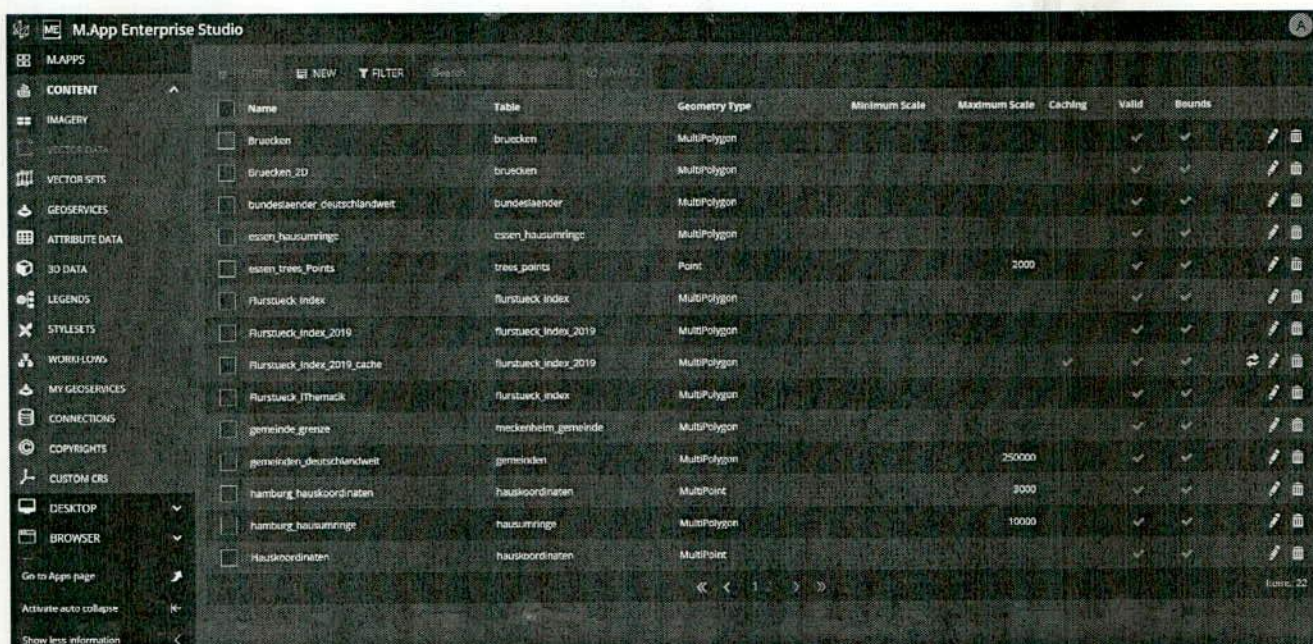 ME M.App Enterprise Studio A
M.APPS
CONTENT
IMAGERY
VECTOR DATA
VECTOR SETS
GEOSERVICES
ATTRIBUTE DATA
3D DATA
LEGENDS
STYLESETS
WORKFLOWS
MY GEOSERVICES
CONNECTIONS
COPYRIGHTS
CUSTOM CRS
DESKTOP
BROWSER
Go to Apps page
Activate auto collapse
Show less information
NEW FILTER Search
Name Table Geometry Type Minimum Scale Maximum Scale Caching Valid Bounds
Bruecken bruecken MultiPolygon
Bruecken_2D bruecken MultiPolygon
bundeslaender_deutschlandweit bundeslaender MultiPolygon
essen_hausumringe essen_hausumringe MultiPolygon
essen_trees_Points trees_points Point 2000
Flurstueck_Index flurstueck_index MultiPolygon
Flurstueck_Index_2019 flurstueck_index_2019 MultiPolygon
Flurstueck_Index_2019_cache flurstueck_index_2019 MultiPolygon
Flurstueck_IThematik flurstueck_index MultiPolygon
gemeinde_grenze meckenheim_gemeinde MultiPolygon
gemeinden_deutschlandweit gemeinden MultiPolygon 250000
hamburg_hauskoordinaten hauskoordinaten MultiPoint 3000
hamburg_hausumringe hausumringe MultiPolygon 10000
Hauskoordinaten hauskoordinaten MultiPoint
1
Items: 22